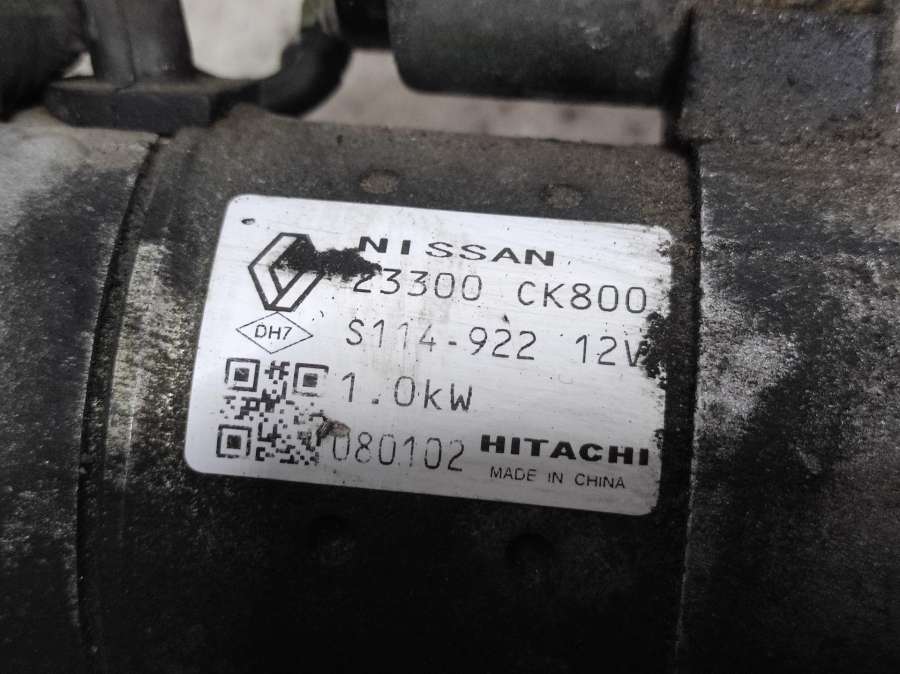 NISSAN
23300 CK800
DH7
S114-922 12V
1.0kW
080102
HITACHI
MADE IN CHINA